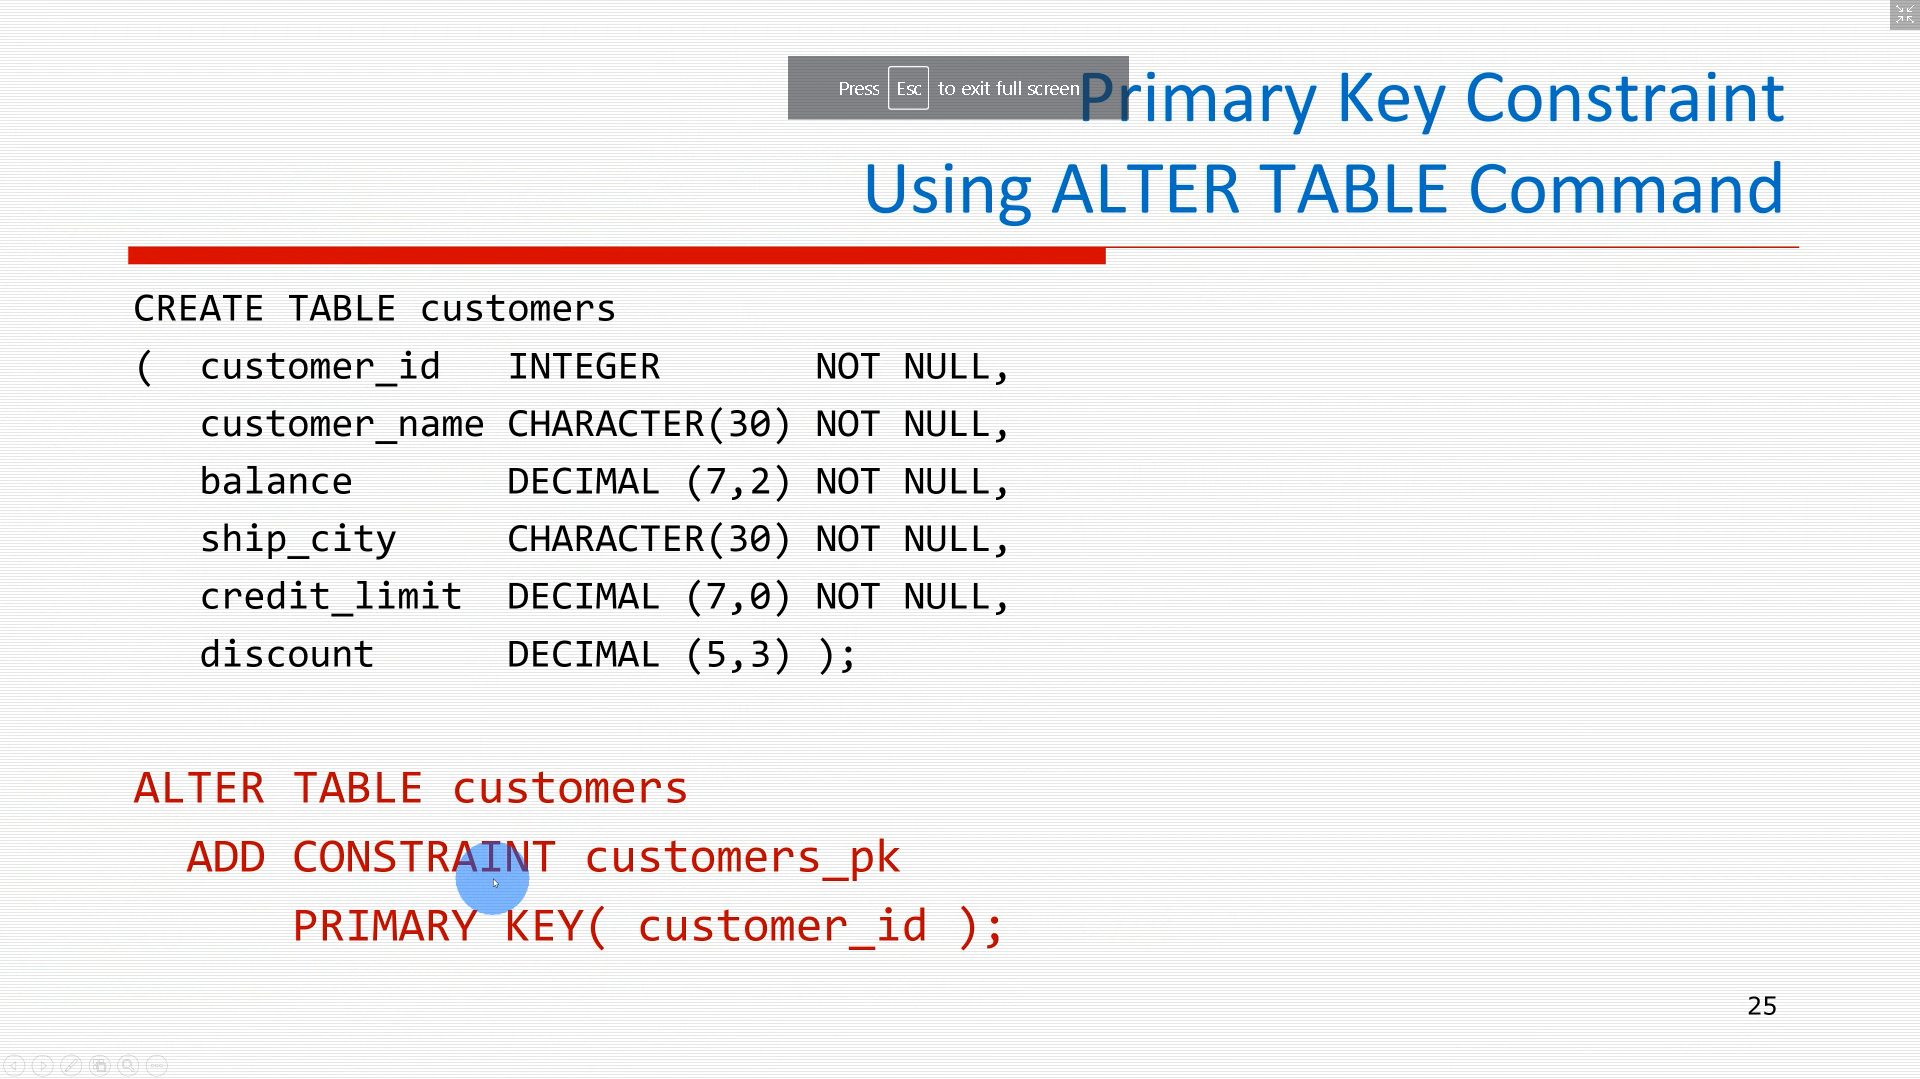 Press Esc to exit full screen
Primary Key Constraint
Using ALTER TABLE Command
CREATE TABLE customers
(  customer_id   INTEGER       NOT NULL,
   customer_name CHARACTER(30) NOT NULL,
   balance       DECIMAL (7,2) NOT NULL,
   ship_city     CHARACTER(30) NOT NULL,
   credit_limit  DECIMAL (7,0) NOT NULL,
   discount      DECIMAL (5,3) );
ALTER TABLE customers
  ADD CONSTRAINT customers_pk
      PRIMARY KEY( customer_id );
25